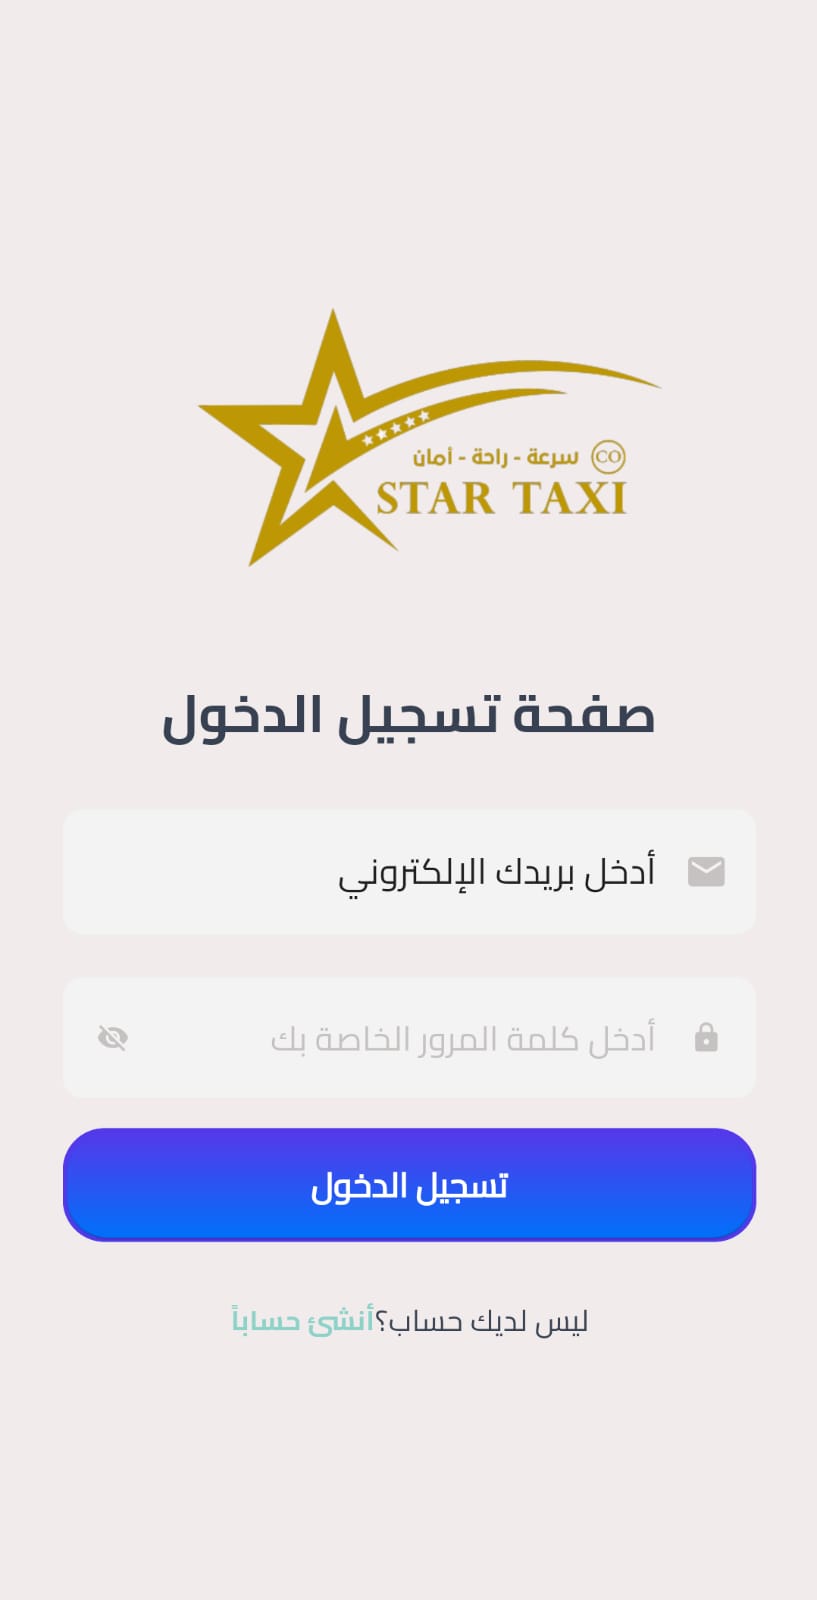 سرعة - راحة - أمان CO
STAR TAXI
صفحة تسجيل الدخول
أدخل بريدك الإلكتروني
أدخل كلمة المرور الخاصة بك
تسجيل الدخول
ليس لديك حساب؟أنشئ حساباً